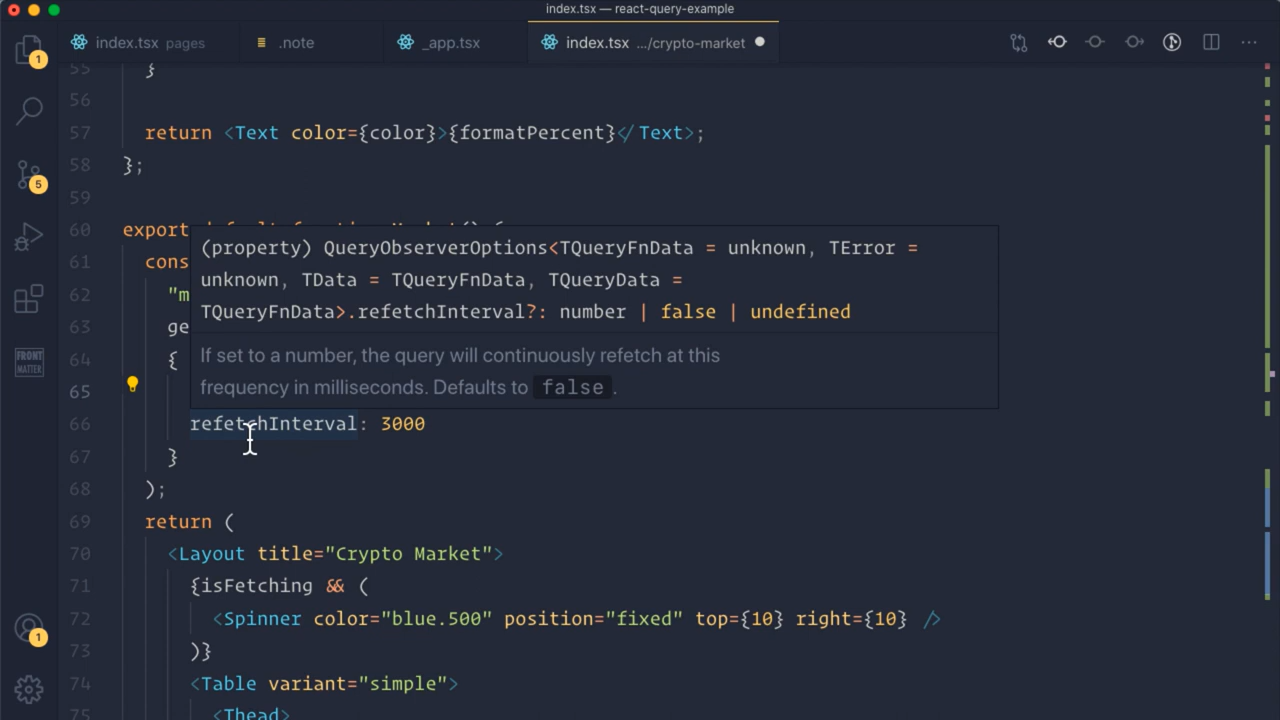 index.tsx — react-query-example
index.tsx pages
.note
_app.tsx
index.tsx .../crypto-market
1
5
FRONT
MATTER
1
55 }
56
57 return <Text color={color}>{formatPercent}</Text>;
58 };
59
60 export default function Market() {
61 cons
62 "m
63 ge
64 {
65
(property) QueryObserverOptions<TQueryFnData = unknown, TError =
unknown, TData = TQueryFnData, TQueryData =
TQueryFnData>.refetchInterval?: number | false | undefined
If set to a number, the query will continuously refetch at this
frequency in milliseconds. Defaults to false .
66 refetchInterval: 3000
67 }
68 );
69 return (
70 <Layout title="Crypto Market">
71 {isFetching && (
72 <Spinner color="blue.500" position="fixed" top={10} right={10} />
73 )}
74 <Table variant="simple">
75 <Thead>